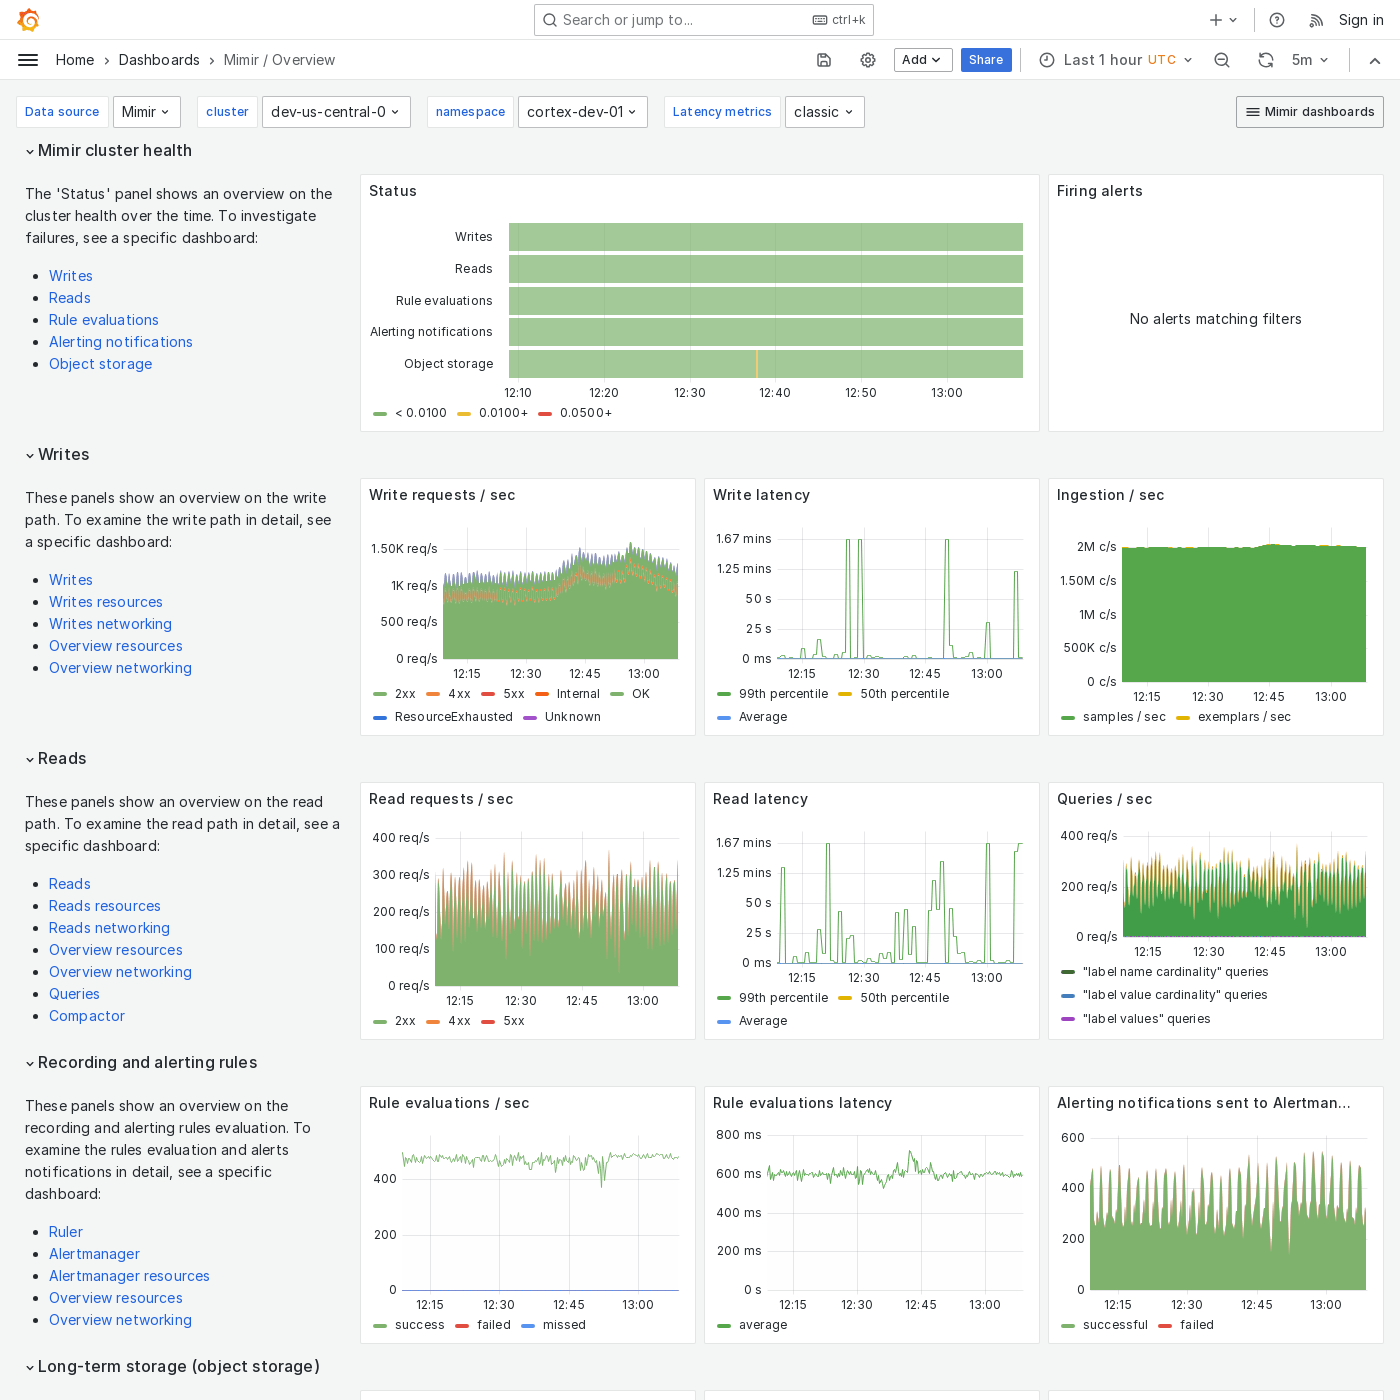 Search or jump to...
ctrl+k
Sign in
Home > Dashboards > Mimir / Overview
Add
Share
Last 1 hour UTC
5m
Data source
Mimir
cluster
dev-us-central-0
namespace
cortex-dev-01
Latency metrics
classic
Mimir dashboards
Mimir cluster health
The 'Status' panel shows an overview on the
cluster health over the time. To investigate
failures, see a specific dashboard:
Writes
Reads
Rule evaluations
Alerting notifications
Object storage
Status
Writes
Reads
Rule evaluations
Alerting notifications
Object storage
12:10 12:20 12:30 12:40 12:50 13:00
< 0.0100 0.0100+ 0.0500+
Firing alerts
No alerts matching filters
Writes
These panels show an overview on the write
path. To examine the write path in detail, see
a specific dashboard:
Writes
Writes resources
Writes networking
Overview resources
Overview networking
Write requests / sec
1.50K req/s
1K req/s
500 req/s
0 req/s
12:15 12:30 12:45 13:00
2xx 4xx 5xx Internal OK
ResourceExhausted Unknown
Write latency
1.67 mins
1.25 mins
50 s
25 s
0 ms
12:15 12:30 12:45 13:00
99th percentile 50th percentile
Average
Ingestion / sec
2M c/s
1.50M c/s
1M c/s
500K c/s
0 c/s
12:15 12:30 12:45 13:00
samples / sec exemplars / sec
Reads
These panels show an overview on the read
path. To examine the read path in detail, see a
specific dashboard:
Reads
Reads resources
Reads networking
Overview resources
Overview networking
Queries
Compactor
Read requests / sec
400 req/s
300 req/s
200 req/s
100 req/s
0 req/s
12:15 12:30 12:45 13:00
2xx 4xx 5xx
Read latency
1.67 mins
1.25 mins
50 s
25 s
0 ms
12:15 12:30 12:45 13:00
99th percentile 50th percentile
Average
Queries / sec
400 req/s
200 req/s
0 req/s
12:15 12:30 12:45 13:00
"label name cardinality" queries
"label value cardinality" queries
"label values" queries
Recording and alerting rules
These panels show an overview on the
recording and alerting rules evaluation. To
examine the rules evaluation and alerts
notifications in detail, see a specific
dashboard:
Ruler
Alertmanager
Alertmanager resources
Overview resources
Overview networking
Rule evaluations / sec
400
200
0
12:15 12:30 12:45 13:00
success failed missed
Rule evaluations latency
800 ms
600 ms
400 ms
200 ms
0 s
12:15 12:30 12:45 13:00
average
Alerting notifications sent to Alertman...
600
400
200
0
12:15 12:30 12:45 13:00
successful failed
Long-term storage (object storage)